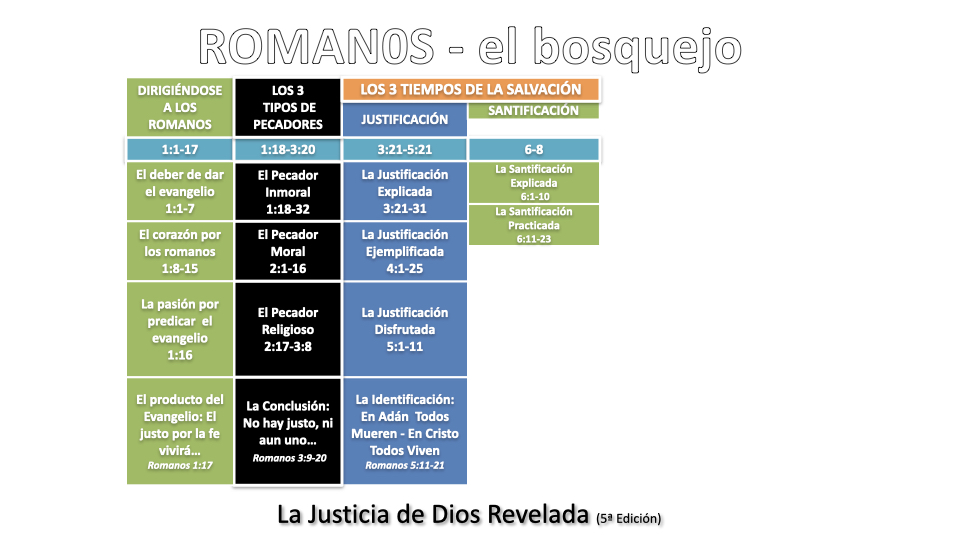 ROMAN0S - el bosquejo
DIRIGIÉNDOSE
A LOS
ROMANOS
LOS 3
TIPOS DE
PECADORES
LOS 3 TIEMPOS DE LA SALVACIÓN
JUSTIFICACIÓN
SANTIFICACIÓN
1:1-17
1:18-3:20
3:21-5:21
6-8
El deber de dar
el evangelio
1:1-7
El Pecador
Inmoral
1:18-32
La Justificación
Explicada
3:21-31
La Santificación
Explicada
6:1-10
La Santificación
Practicada
6:11-23
El corazón por
los romanos
1:8-15
El Pecador
Moral
2:1-16
La Justificación
Ejemplificada
4:1-25
La pasión por
predicar el
evangelio
1:16
El Pecador
Religioso
2:17-3:8
La Justificación
Disfrutada
5:1-11
El producto del
Evangelio: El
justo por la fe
vivirá...
Romanos 1:17
La Conclusión:
No hay justo, ni
aun uno...
Romanos 3:9-20
La Identificación:
En Adán Todos
Mueren - En Cristo
Todos Viven
Romanos 5:11-21
La Justicia de Dios Revelada (5ª Edición)